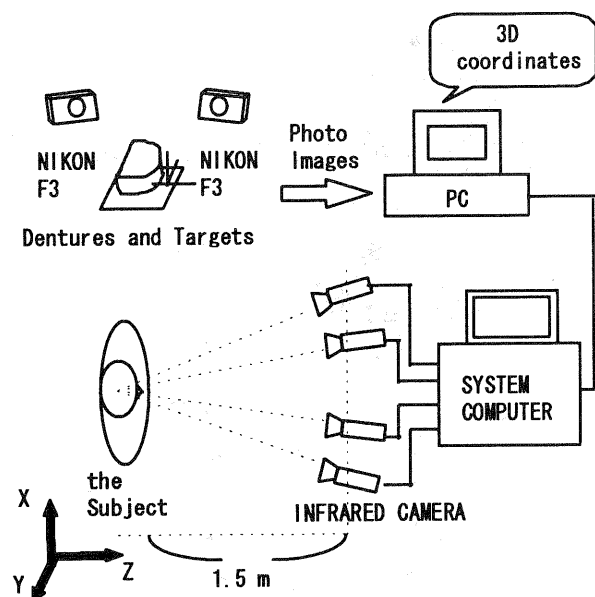 3D
coordinates
NIKON
F3
NIKON
F3
Photo
Images
PC
Dentures and Targets
SYSTEM
COMPUTER
the
Subject
INFRARED CAMERA
X
Y
Z
1.5 m